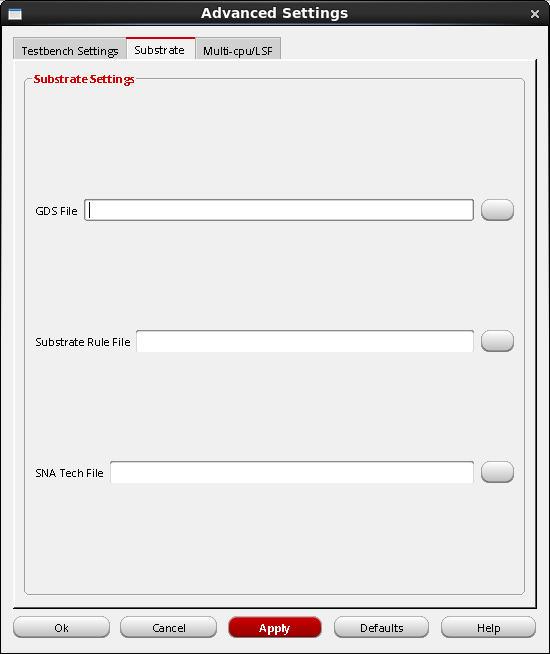 Advanced Settings
Testbench Settings Substrate Multi-cpu/LSF
Substrate Settings
GDS File
Substrate Rule File
SNA Tech File
Ok Cancel Apply Defaults Help